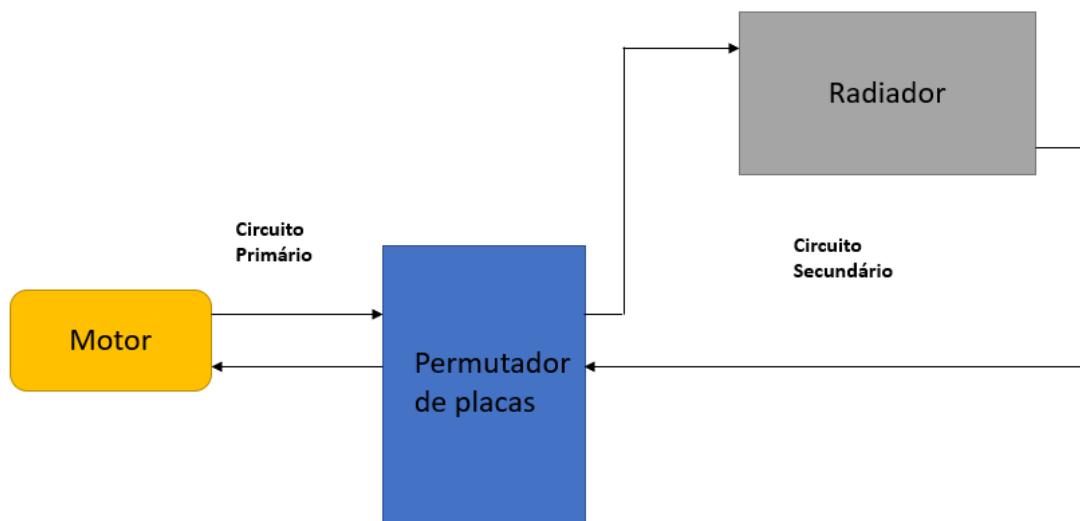 Radiador
Circuito
Primário
Circuito
Secundário
Motor
Permutador
de placas